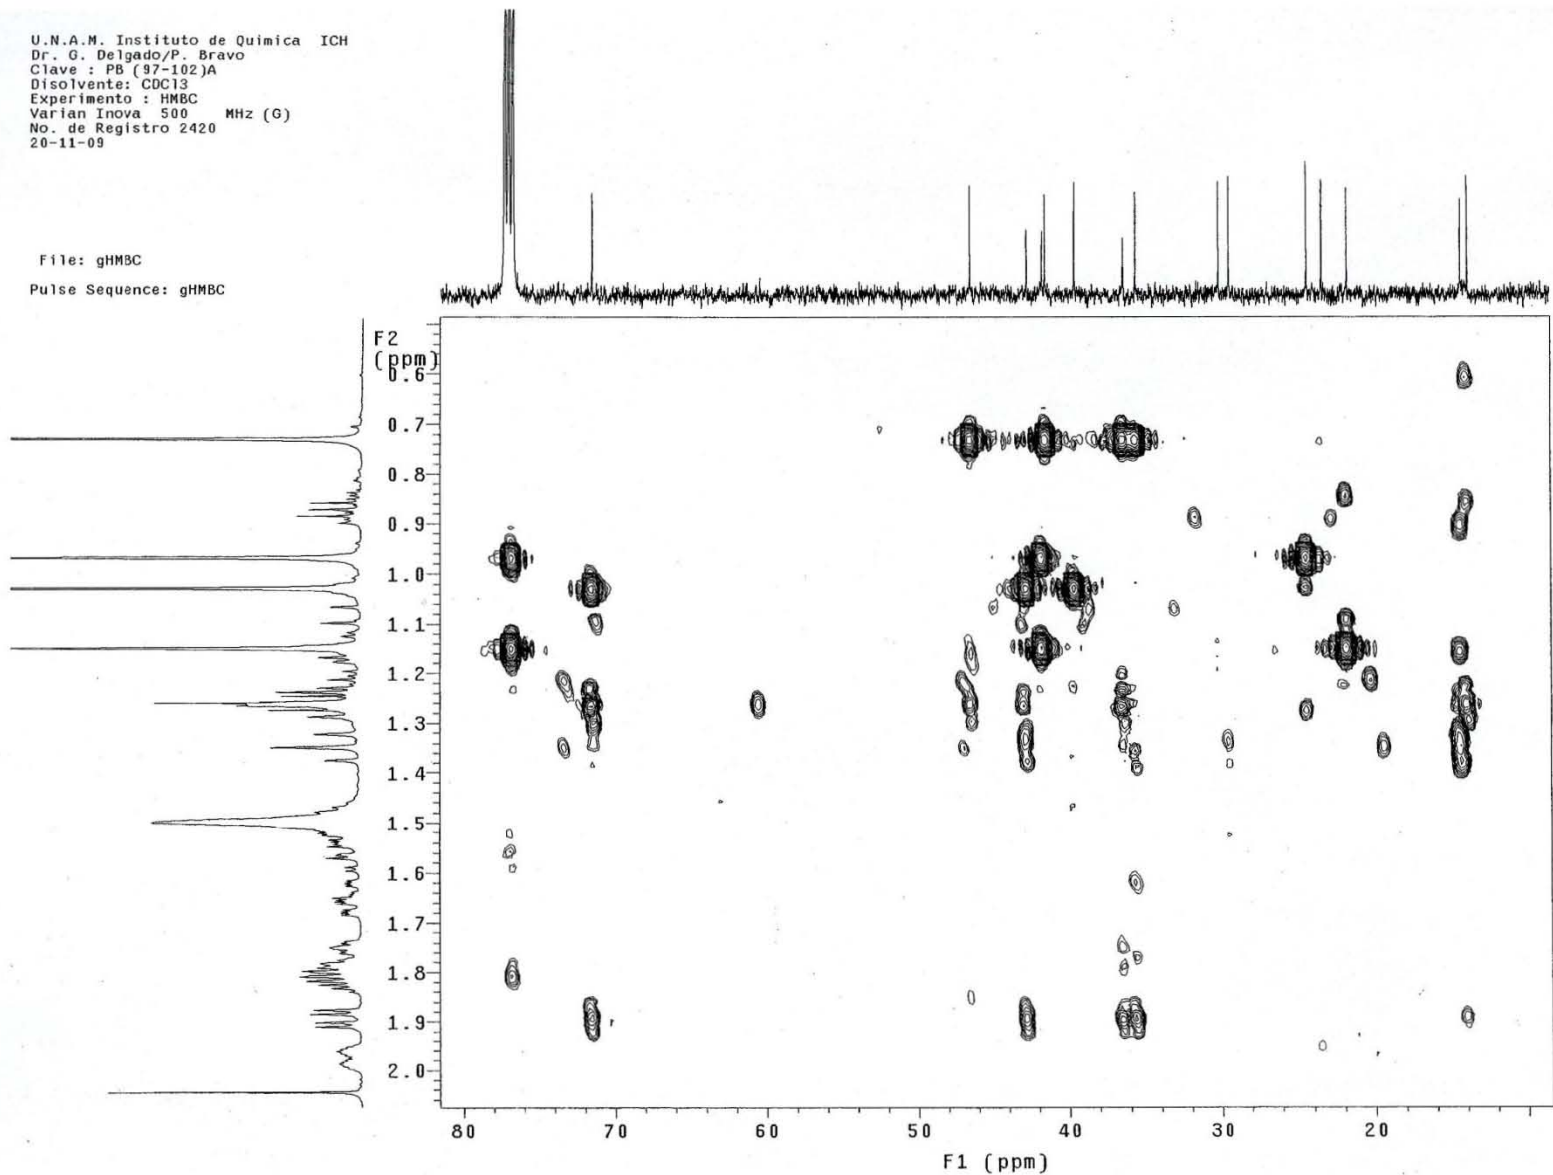 U.N.A.M. Instituto de Quimica ICH
Dr. G. Delgado/P. Bravo
Clave : PB (97-102)A
Disolvente: CDCl3
Experimento : HMBC
Varian Inova 500 MHz (G)
No. de Registro 2420
20-11-09
File: gHMBC
Pulse Sequence: gHMBC
F2
(ppm)
0.6
0.7
0.8
0.9
1.0
1.1
1.2
1.3
1.4
1.5
1.6
1.7
1.8
1.9
2.0
80 70 60 50 40 30 20
F1 (ppm)